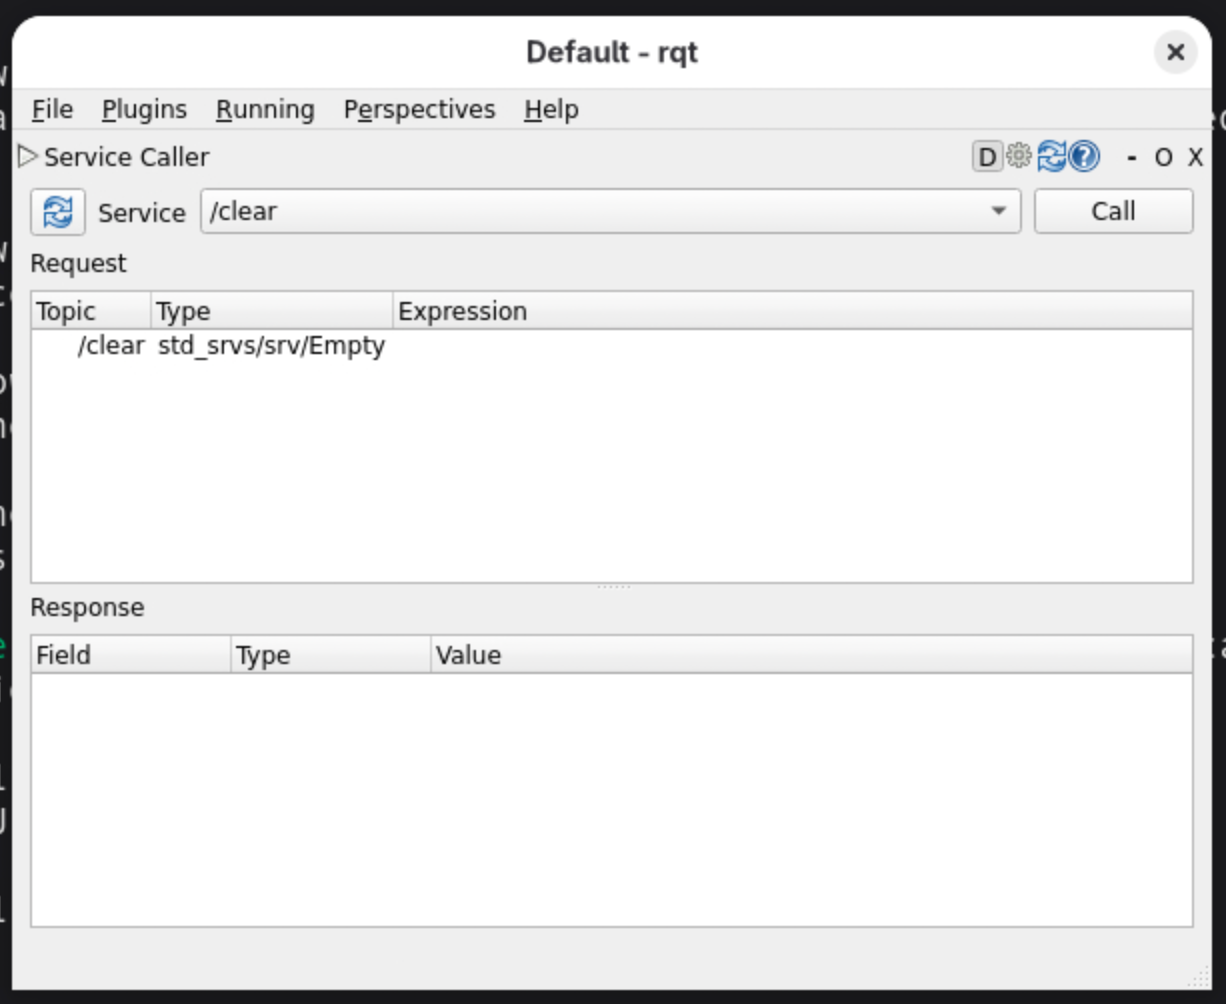 Default - rqt
File Plugins Running Perspectives Help
Service Caller D - O X
Service /clear Call
Request
Topic Type Expression
/clear std_srvs/srv/Empty
Response
Field Type Value